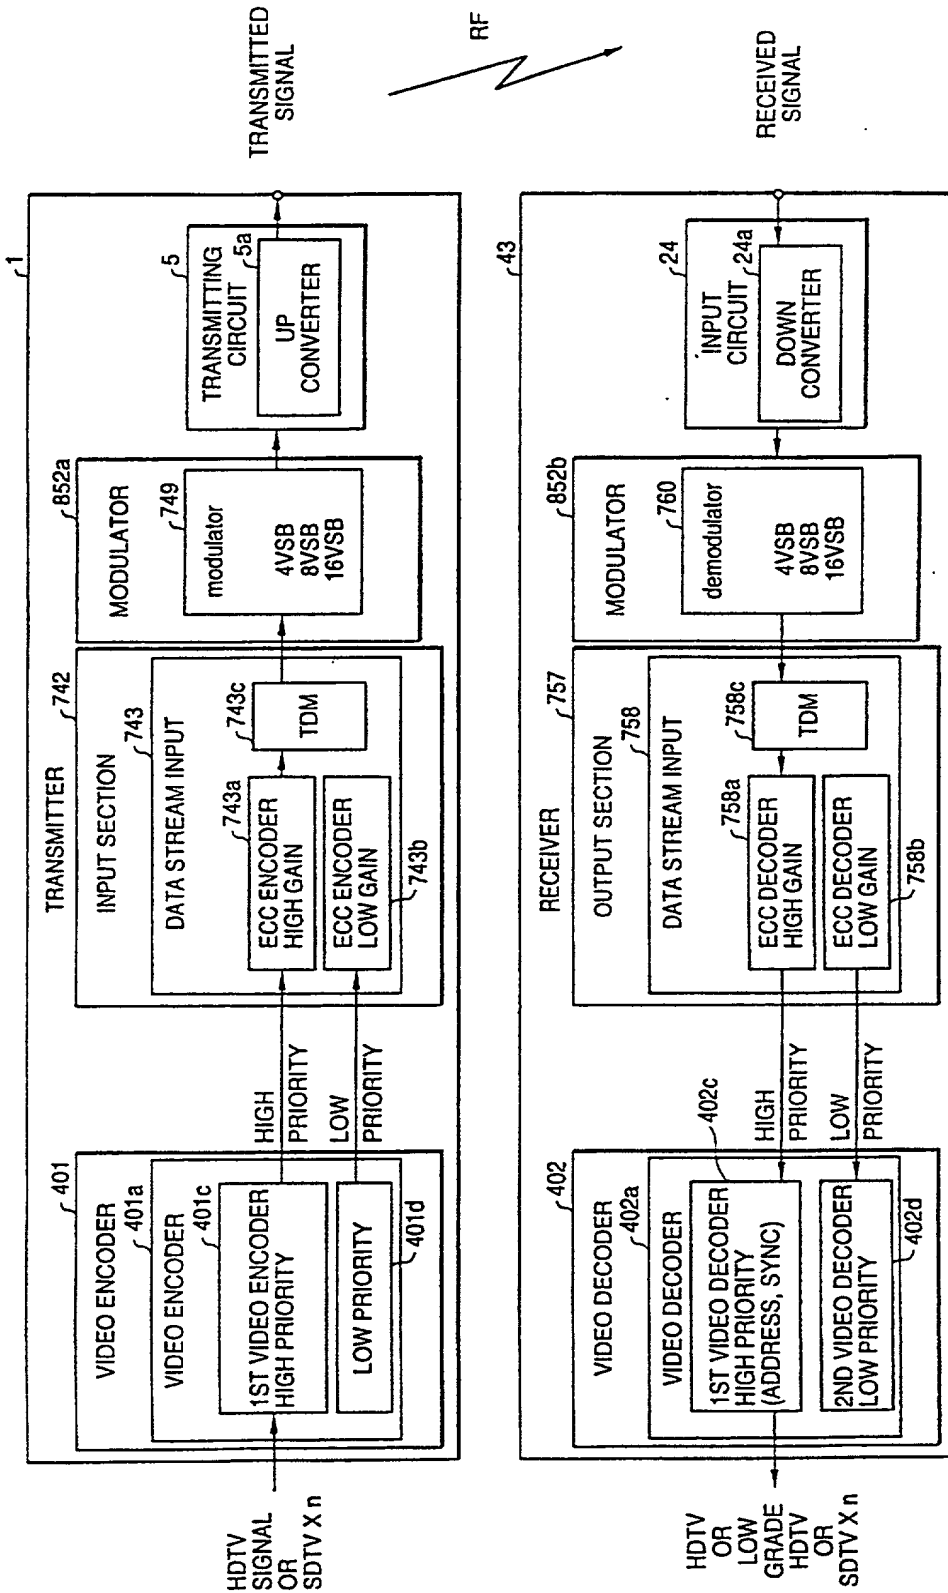 1
TRANSMITTER
HDTV
SIGNAL
OR
SDTV X n
401
VIDEO ENCODER
401a
VIDEO ENCODER
401c
1ST VIDEO ENCODER
HIGH PRIORITY
LOW PRIORITY
401d
HIGH
PRIORITY
LOW
PRIORITY
742
INPUT SECTION
743
DATA STREAM INPUT
743a
ECC ENCODER
HIGH GAIN
ECC ENCODER
LOW GAIN
743b
743c
TDM
852a
MODULATOR
749
modulator
4VSB
8VSB
16VSB
5
TRANSMITTING
CIRCUIT
5a
UP
CONVERTER
TRANSMITTED
SIGNAL
RF
43
RECEIVER
HDTV
OR
LOW
GRADE
HDTV
OR
SDTV X n
402
VIDEO DECODER
402a
VIDEO DECODER
402c
1ST VIDEO DECODER
HIGH PRIORITY
(ADDRESS, SYNC)
2ND VIDEO DECODER
LOW PRIORITY
402d
HIGH
PRIORITY
LOW
PRIORITY
757
OUTPUT SECTION
758
DATA STREAM INPUT
758a
ECC DECODER
HIGH GAIN
ECC DECODER
LOW GAIN
758b
758c
TDM
852b
MODULATOR
760
demodulator
4VSB
8VSB
16VSB
24
INPUT
CIRCUIT
24a
DOWN
CONVERTER
RECEIVED
SIGNAL